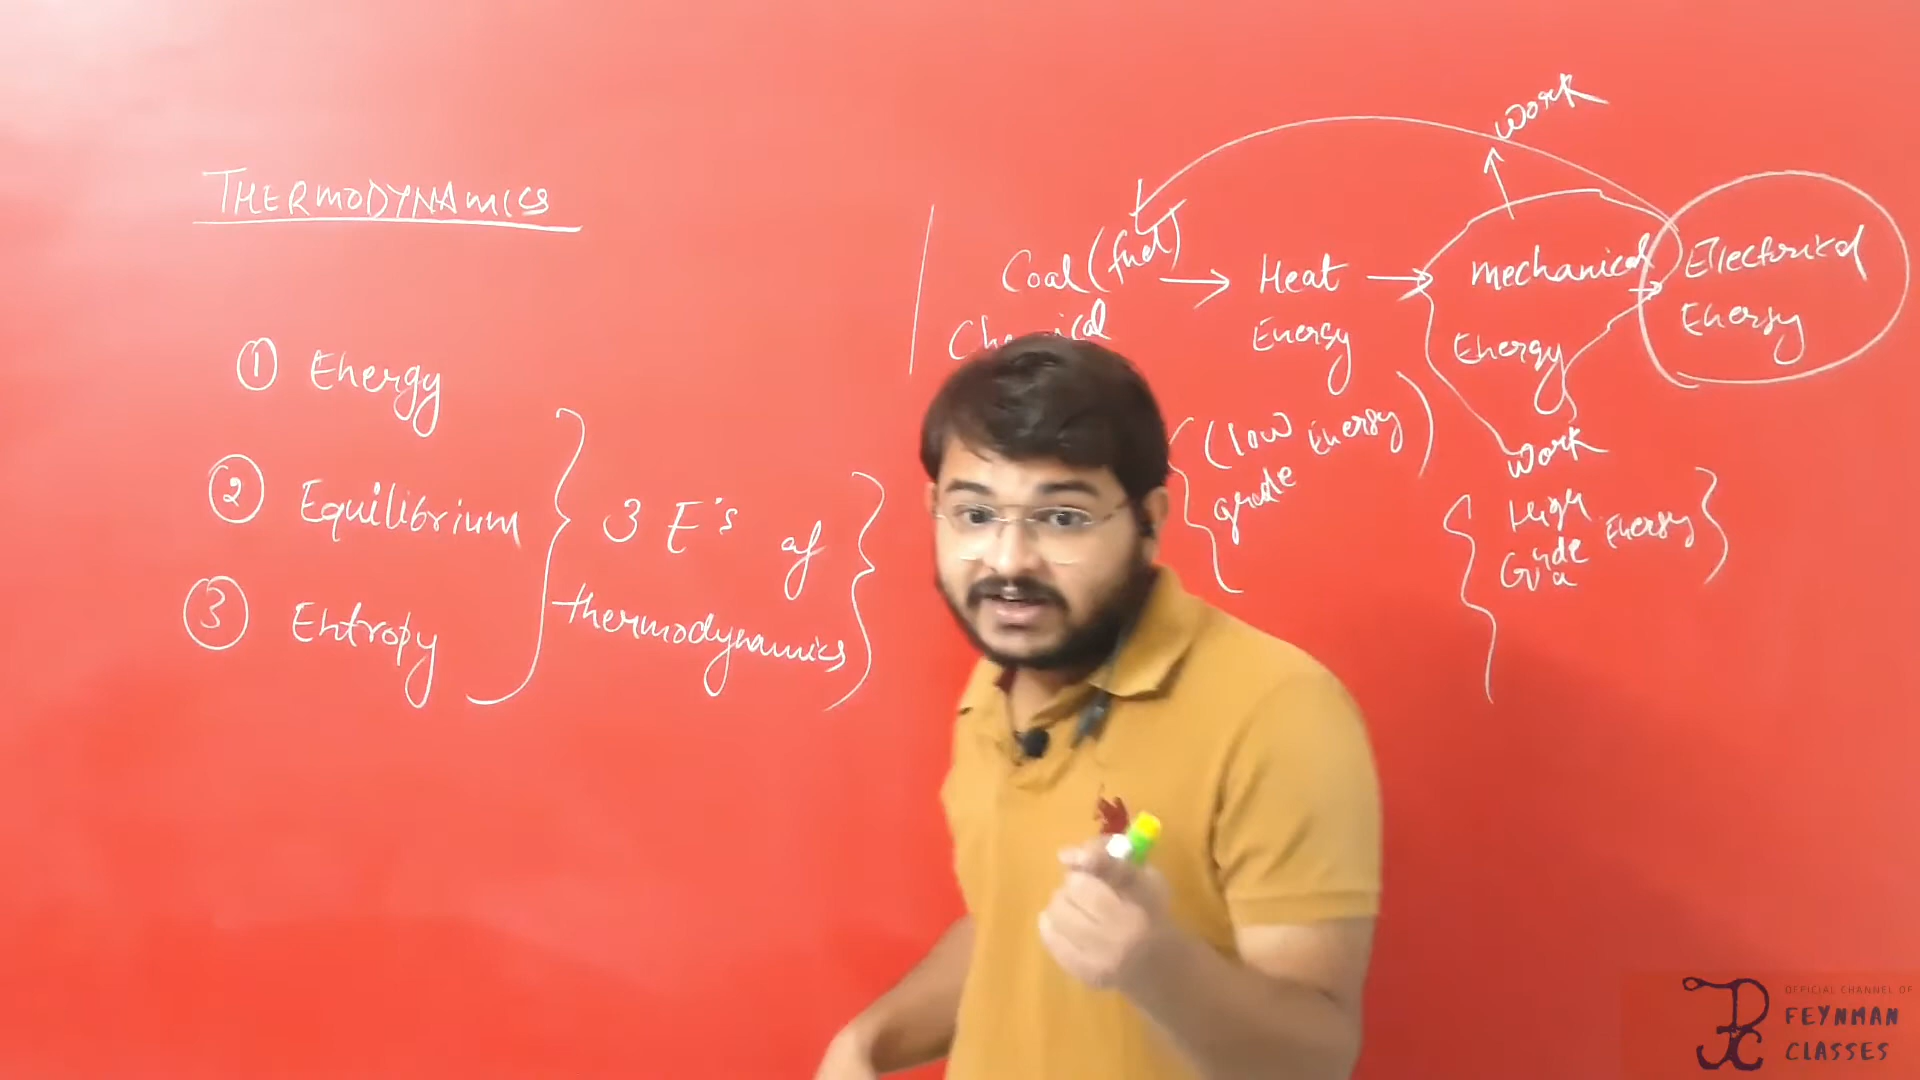 THERMODYNAMICS
① Energy
② Equilibrium
③ Entropy
3 E's of
thermodynamics
Work
Coal (fuel) → Heat → Mechanical → Electrical
Energy Energy Energy
(low Energy)
grade
Work
High
Grade Energy
OFFICIAL CHANNEL OF
FEYNMAN
CLASSES